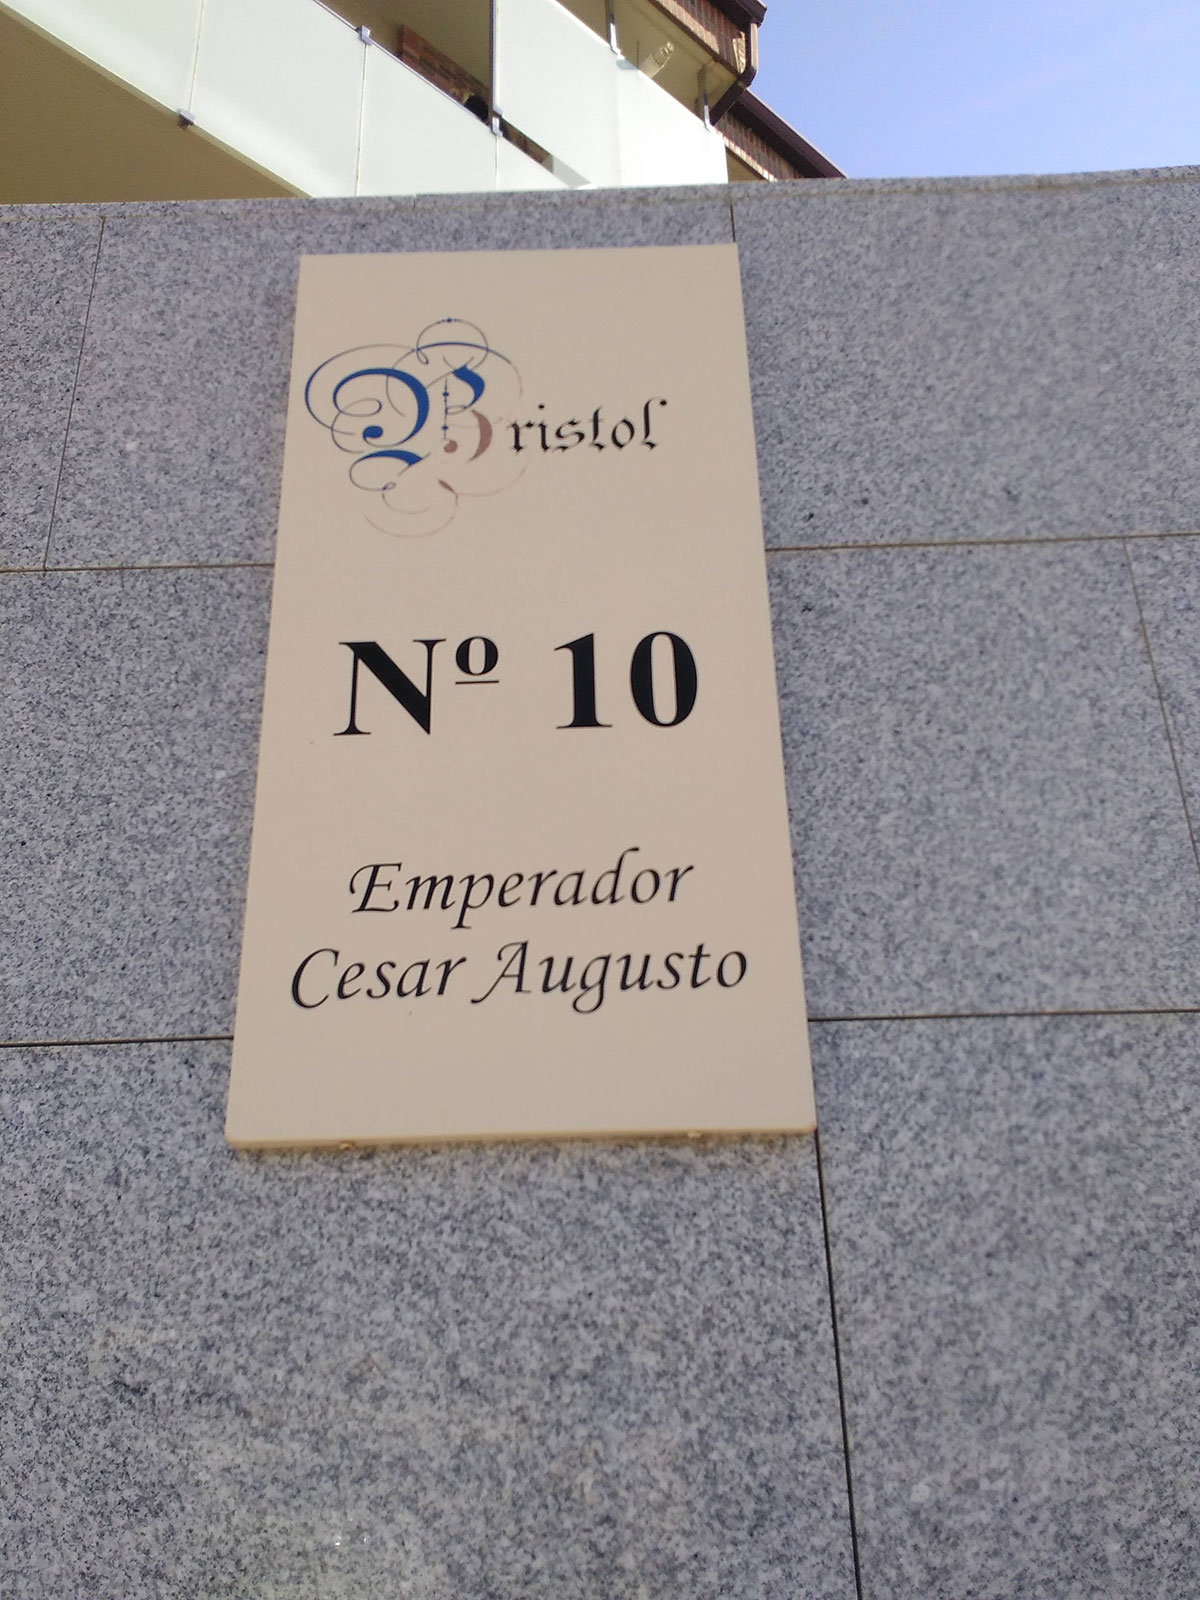 Bristol
Nº 10
Emperador
Cesar Augusto